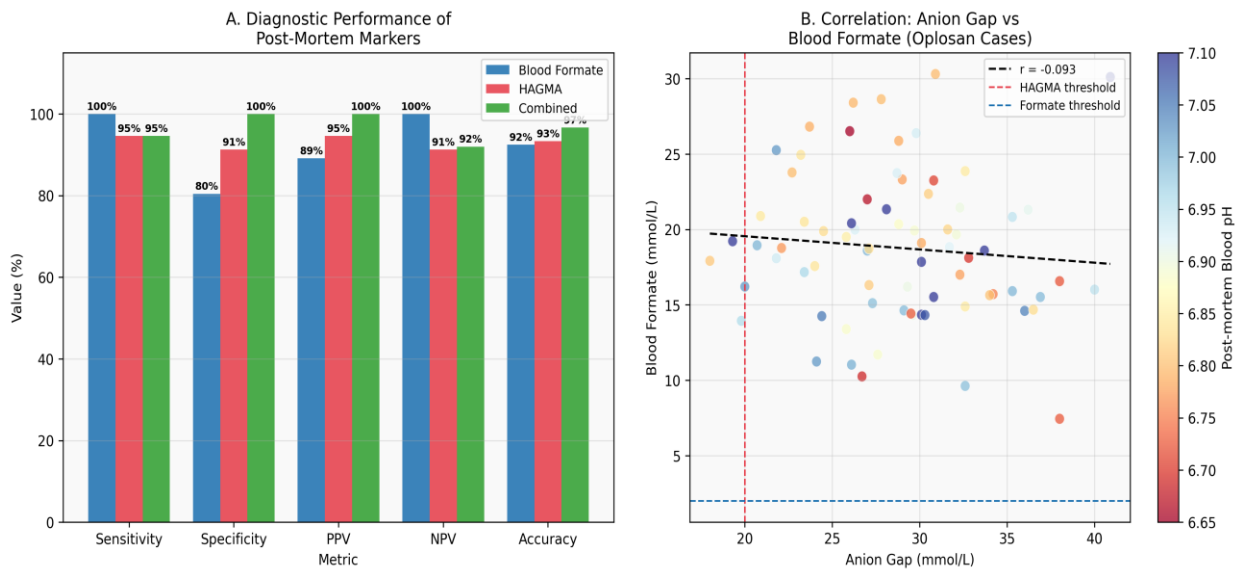 A. Diagnostic Performance of
Post-Mortem Markers
Blood Formate
HAGMA
Combined
100%
95%
95%
80%
91%
100%
89%
95%
100%
100%
91%
92%
92%
93%
97%
Value (%)
100
80
60
40
20
0
Sensitivity
Specificity
PPV
NPV
Accuracy
Metric
B. Correlation: Anion Gap vs
Blood Formate (Oplosan Cases)
r = -0.093
HAGMA threshold
Formate threshold
Blood Formate (mmol/L)
30
25
20
15
10
5
20
25
30
35
40
Anion Gap (mmol/L)
7.10
7.05
7.00
6.95
6.90
6.85
6.80
6.75
6.70
6.65
Post-mortem Blood pH